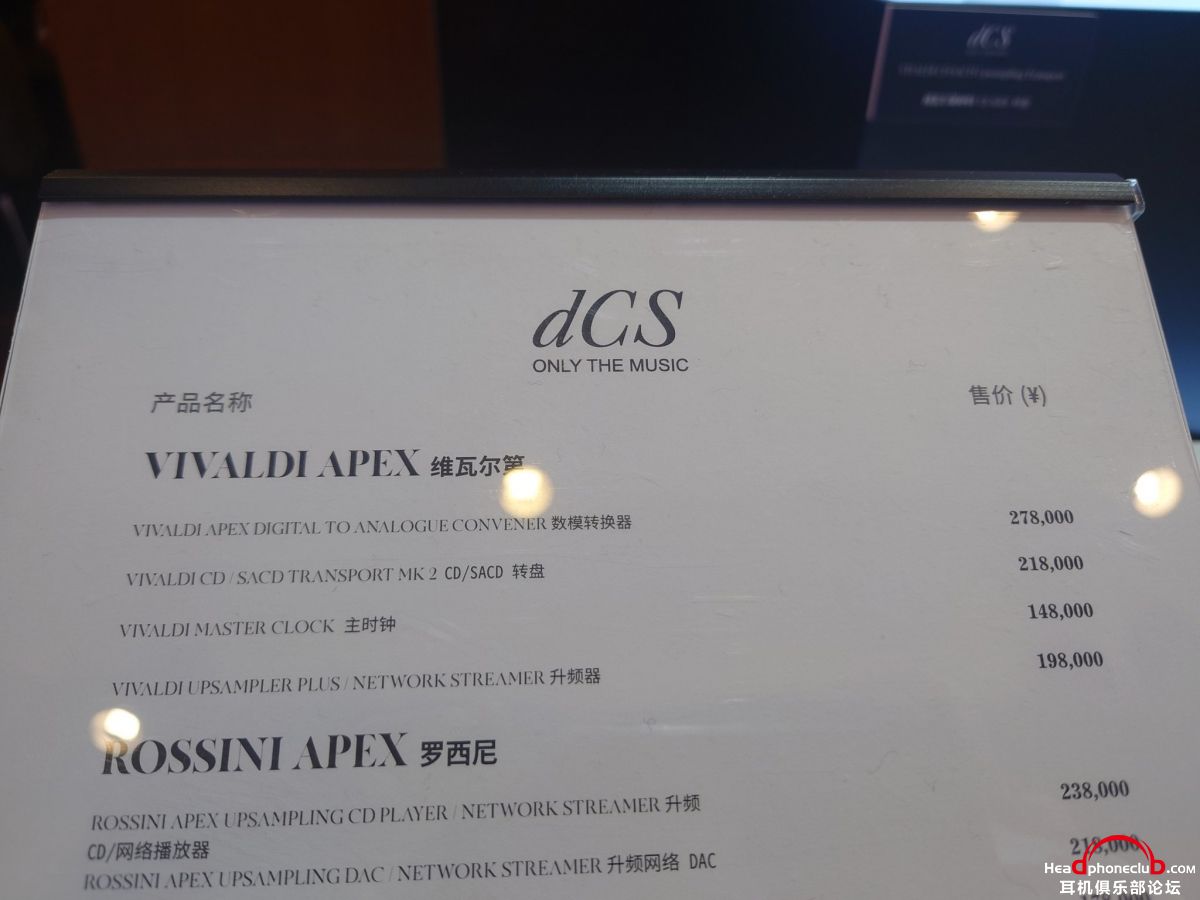 dCS
dCS
ONLY THE MUSIC
产品名称 售价 (¥)
VIVALDI APEX 维瓦尔第
VIVALDI APEX DIGITAL TO ANALOGUE CONVENER 数模转换器 278,000
VIVALDI CD / SACD TRANSPORT MK 2 CD/SACD 转盘 218,000
VIVALDI MASTER CLOCK 主时钟 148,000
VIVALDI UPSAMPLER PLUS / NETWORK STREAMER 升频器 198,000
ROSSINI APEX 罗西尼
ROSSINI APEX UPSAMPLING CD PLAYER / NETWORK STREAMER 升频 238,000
CD/网络播放器
ROSSINI APEX UPSAMPLING DAC / NETWORK STREAMER 升频网络 DAC 218,000
Headphoneclub.com
耳机俱乐部论坛